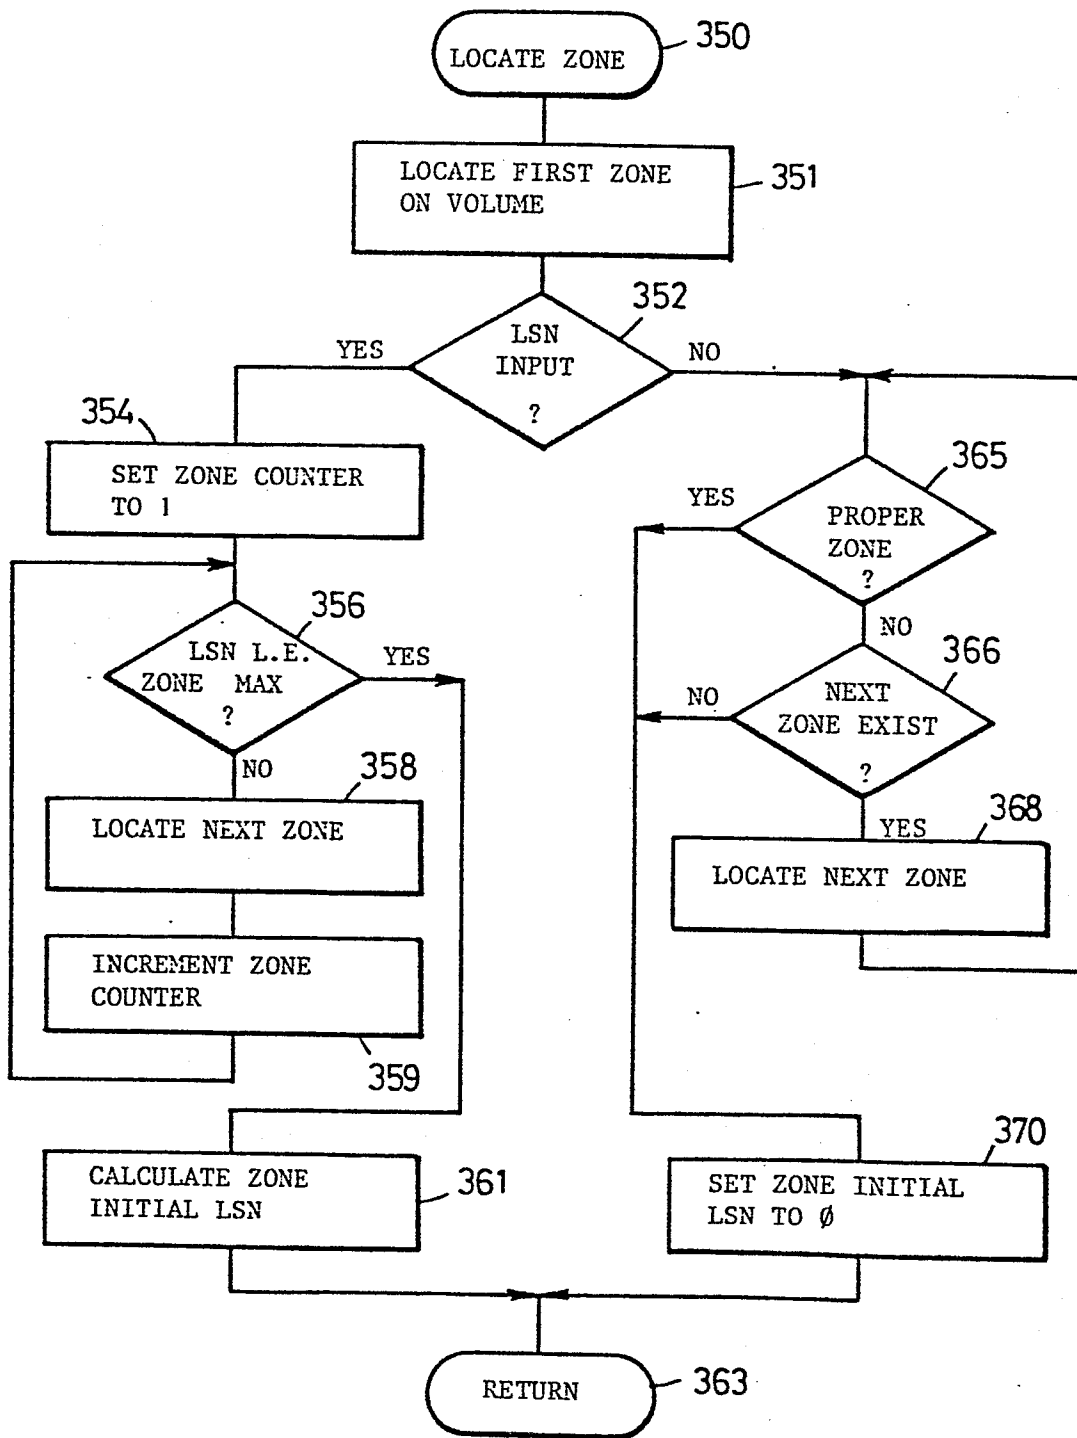 LOCATE ZONE
350
LOCATE FIRST ZONE
ON VOLUME
351
352
LSN
INPUT
?
YES
NO
354
SET ZONE COUNTER
TO 1
365
YES
PROPER
ZONE
?
NO
356
LSN L.E.
ZONE MAX
?
YES
NO
366
NO
NEXT
ZONE EXIST
?
YES
358
LOCATE NEXT ZONE
368
LOCATE NEXT ZONE
INCREMENT ZONE
COUNTER
359
CALCULATE ZONE
INITIAL LSN
361
370
SET ZONE INITIAL
LSN TO Ø
RETURN
363